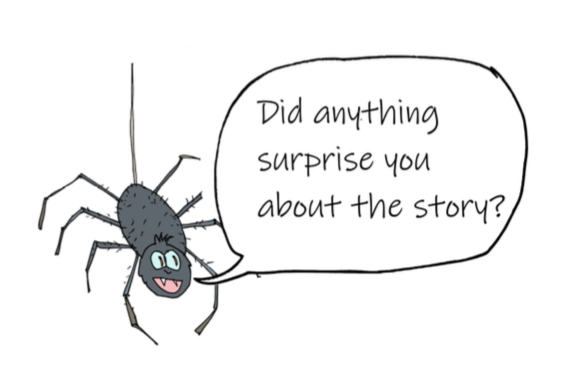 Did anything
surprise you
about the story?